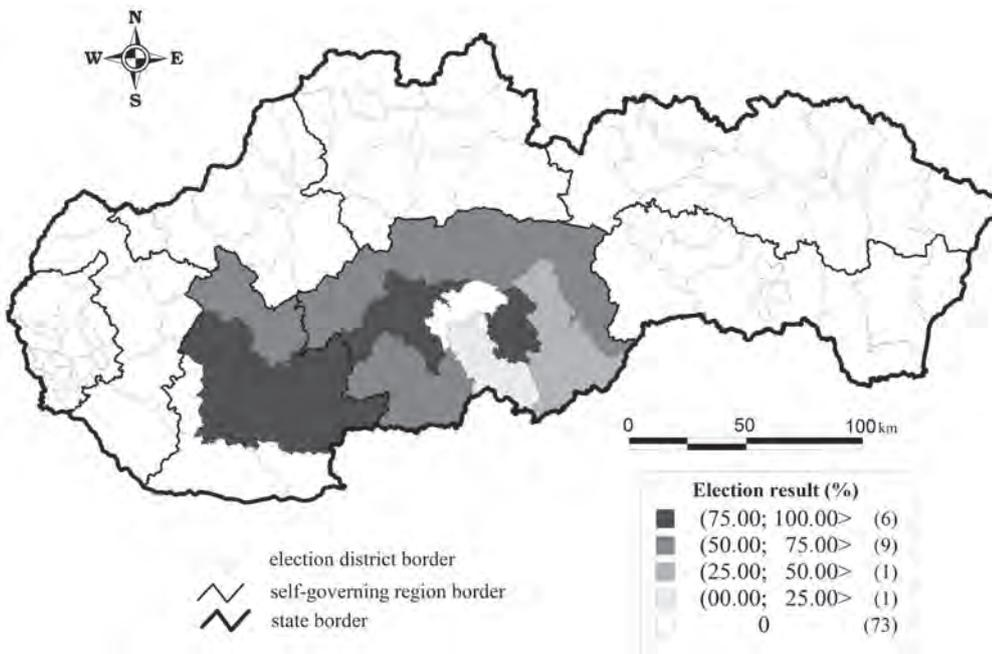 N
W E
S
0 50 100 km
Election result (%)
(75.00; 100.00> (6)
(50.00; 75.00> (9)
(25.00; 50.00> (1)
(00.00; 25.00> (1)
0 (73)
election district border
self-governing region border
state border